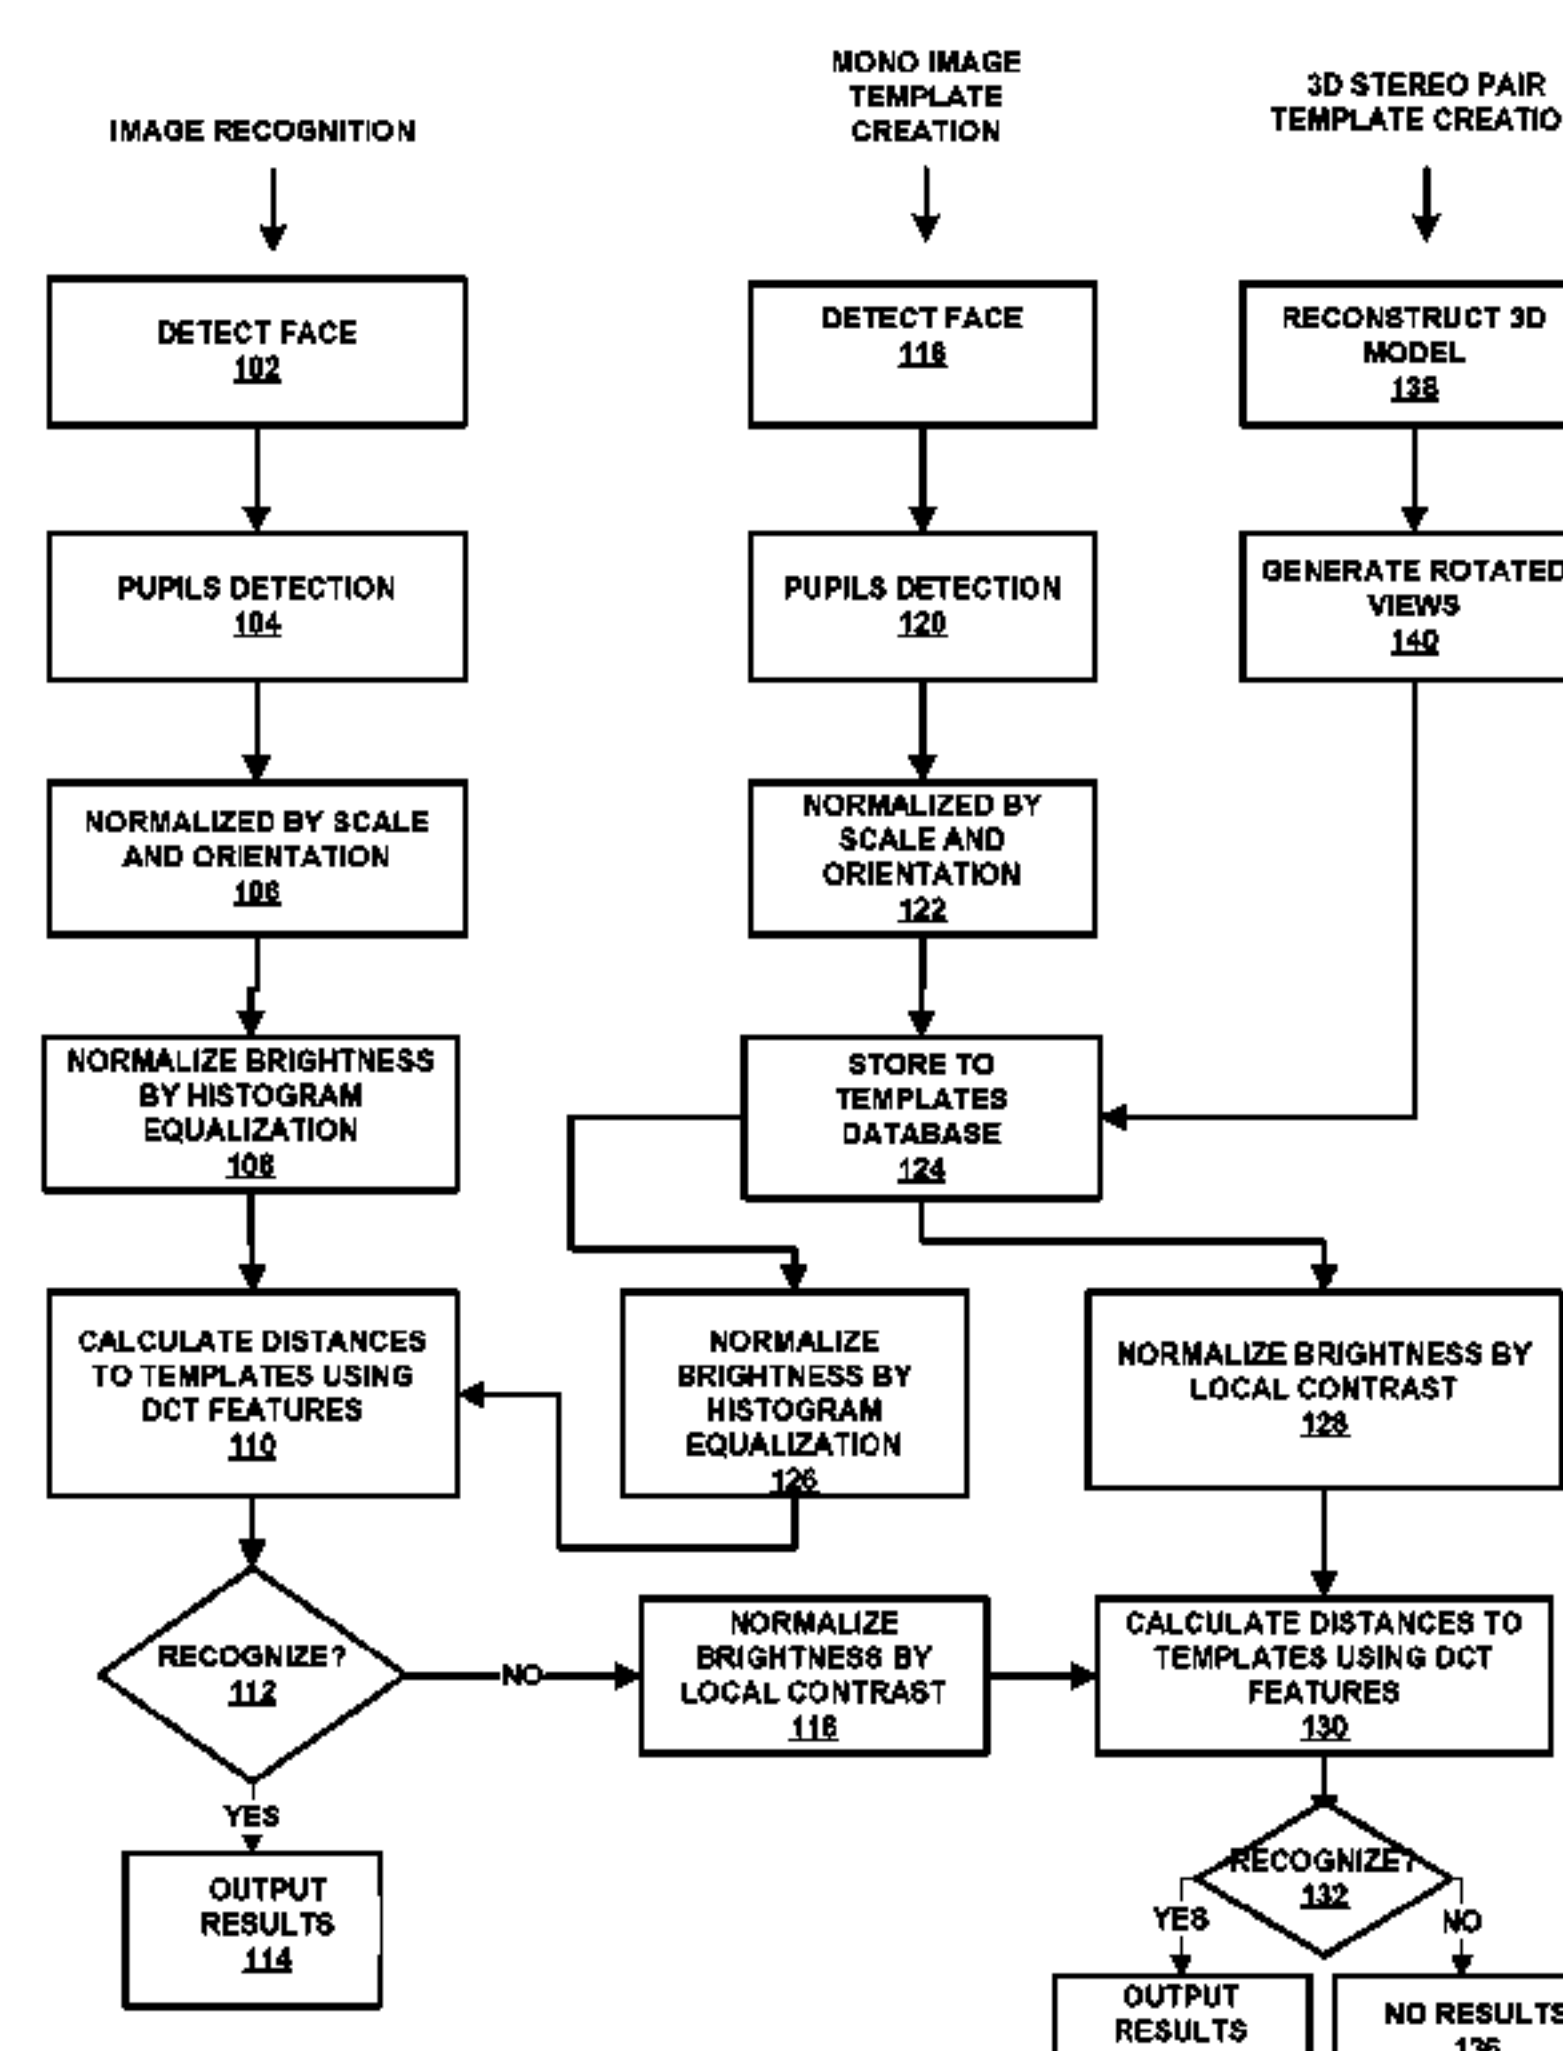 IMAGE RECOGNITION
MONO IMAGE
TEMPLATE
CREATION
3D STEREO PAIR
TEMPLATE CREATIO
DETECT FACE
102
DETECT FACE
118
RECONSTRUCT 3D
MODEL
138
PUPILS DETECTION
104
PUPILS DETECTION
120
GENERATE ROTATED
VIEWS
140
NORMALIZED BY SCALE
AND ORIENTATION
106
NORMALIZED BY
SCALE AND
ORIENTATION
122
NORMALIZE BRIGHTNESS
BY HISTOGRAM
EQUALIZATION
108
STORE TO
TEMPLATES
DATABASE
124
CALCULATE DISTANCES
TO TEMPLATES USING
DCT FEATURES
110
NORMALIZE
BRIGHTNESS BY
HISTOGRAM
EQUALIZATION
126
NORMALIZE BRIGHTNESS BY
LOCAL CONTRAST
128
RECOGNIZE?
112
NO
NORMALIZE
BRIGHTNESS BY
LOCAL CONTRAST
116
CALCULATE DISTANCES TO
TEMPLATES USING DCT
FEATURES
130
YES
OUTPUT
RESULTS
114
RECOGNIZE?
132
YES
NO
OUTPUT
RESULTS
NO RESULTS
136